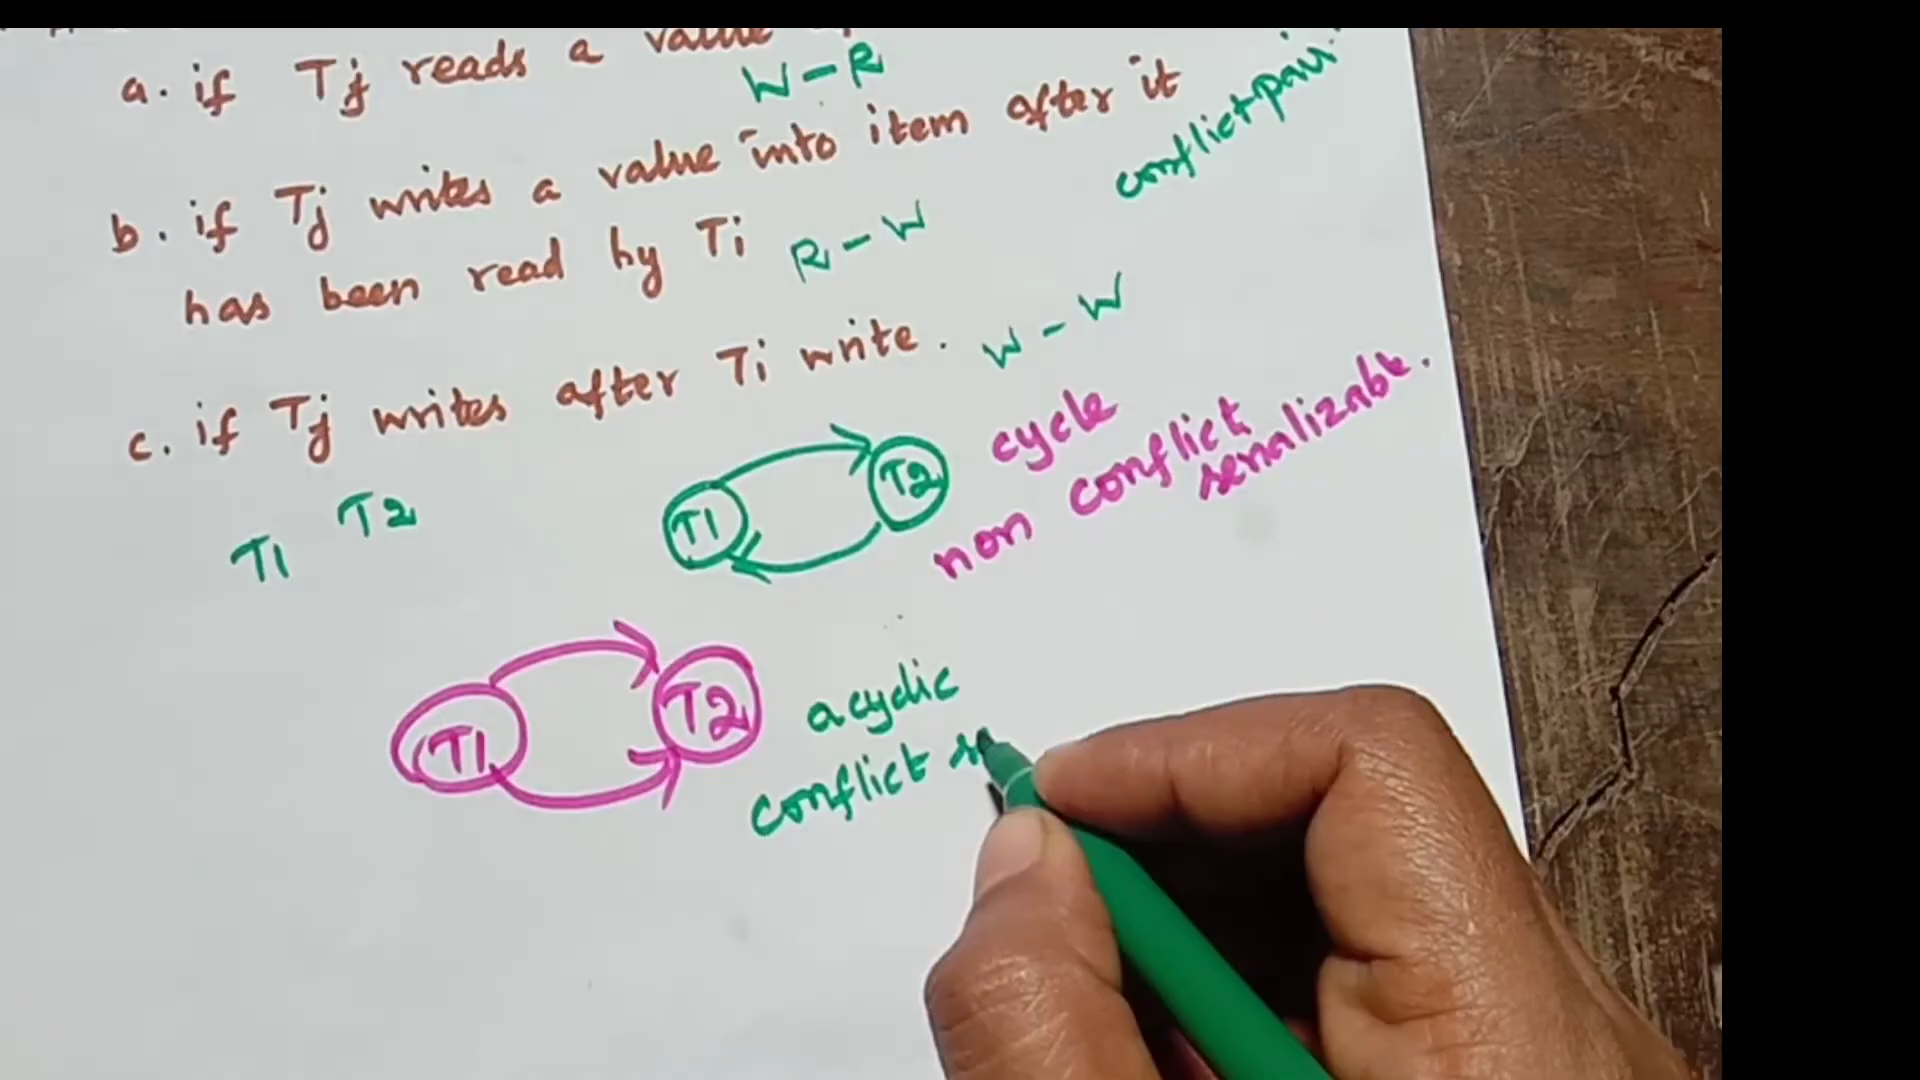 a. if Tj reads a value
W-R
b. if Tj writes a value into item after it
has been read by Ti R-W
conflict pair
c. if Tj writes after Ti write. W-W
T1 T2
T1 T2
cycle
non conflict
serializable.
T1 T2
acyclic
conflict